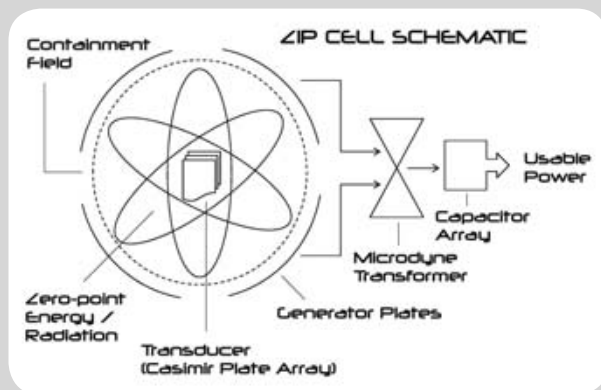 ZIP CELL SCHEMATIC
Containment
Field
Usable
Power
Capacitor
Array
Microdyne
Transformer
Generator Plates
Zero-point
Energy /
Radiation
Transducer
(Casimir Plate Array)